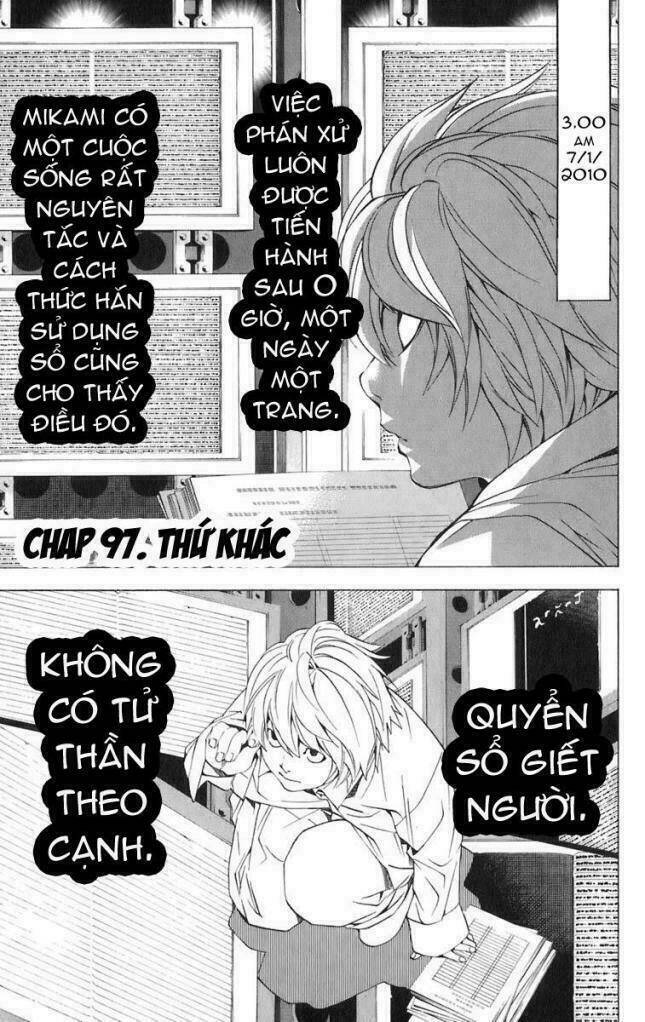 3.00
AM
7/1/
2010
VIỆC
PHÁN XỬ
LUÔN
ĐƯỢC
TIẾN
HÀNH
SAU 0
GIỜ, MỘT
NGÀY
MỘT
TRANG.
MIKAMI CÓ
MỘT CUỘC
SỐNG RẤT
NGUYÊN
TẮC VÀ
CÁCH
THỨC HẮN
SỬ DỤNG
SỔ CŨNG
CHO THẤY
ĐIỀU ĐÓ.
CHAP 97. THỨ KHÁC
QUYỂN
SỔ GIẾT
NGƯỜI.
KHÔNG
CÓ TỬ
THẦN
THEO
CẠNH.